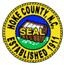 HOKE COUNTY, N.C.
SEAL
ESTABLISHED 1911